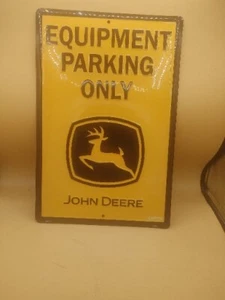 EQUIPMENT
PARKING
ONLY
JOHN DEERE